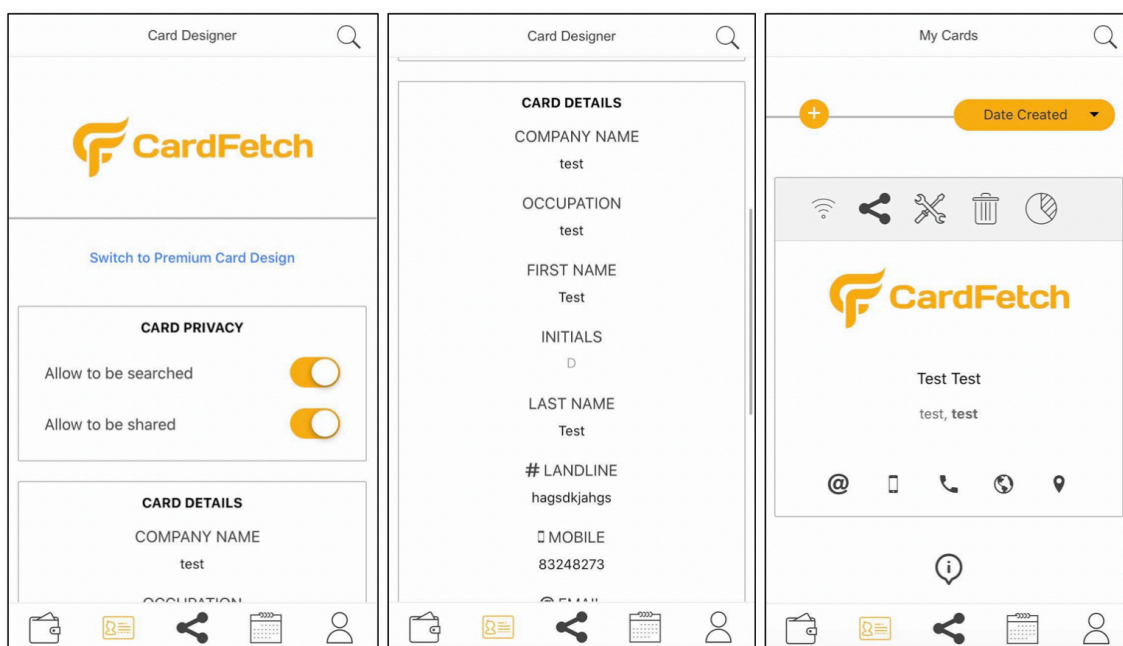 Card Designer
CardFetch
Switch to Premium Card Design
CARD PRIVACY
Allow to be searched
Allow to be shared
CARD DETAILS
COMPANY NAME
test
OCCUPATION
Card Designer
CARD DETAILS
COMPANY NAME
test
OCCUPATION
test
FIRST NAME
Test
INITIALS
D
LAST NAME
Test
# LANDLINE
hagsdkjahgs
MOBILE
83248273
@ EMAIL
My Cards
+
Date Created
CardFetch
Test Test
test, test
@
i